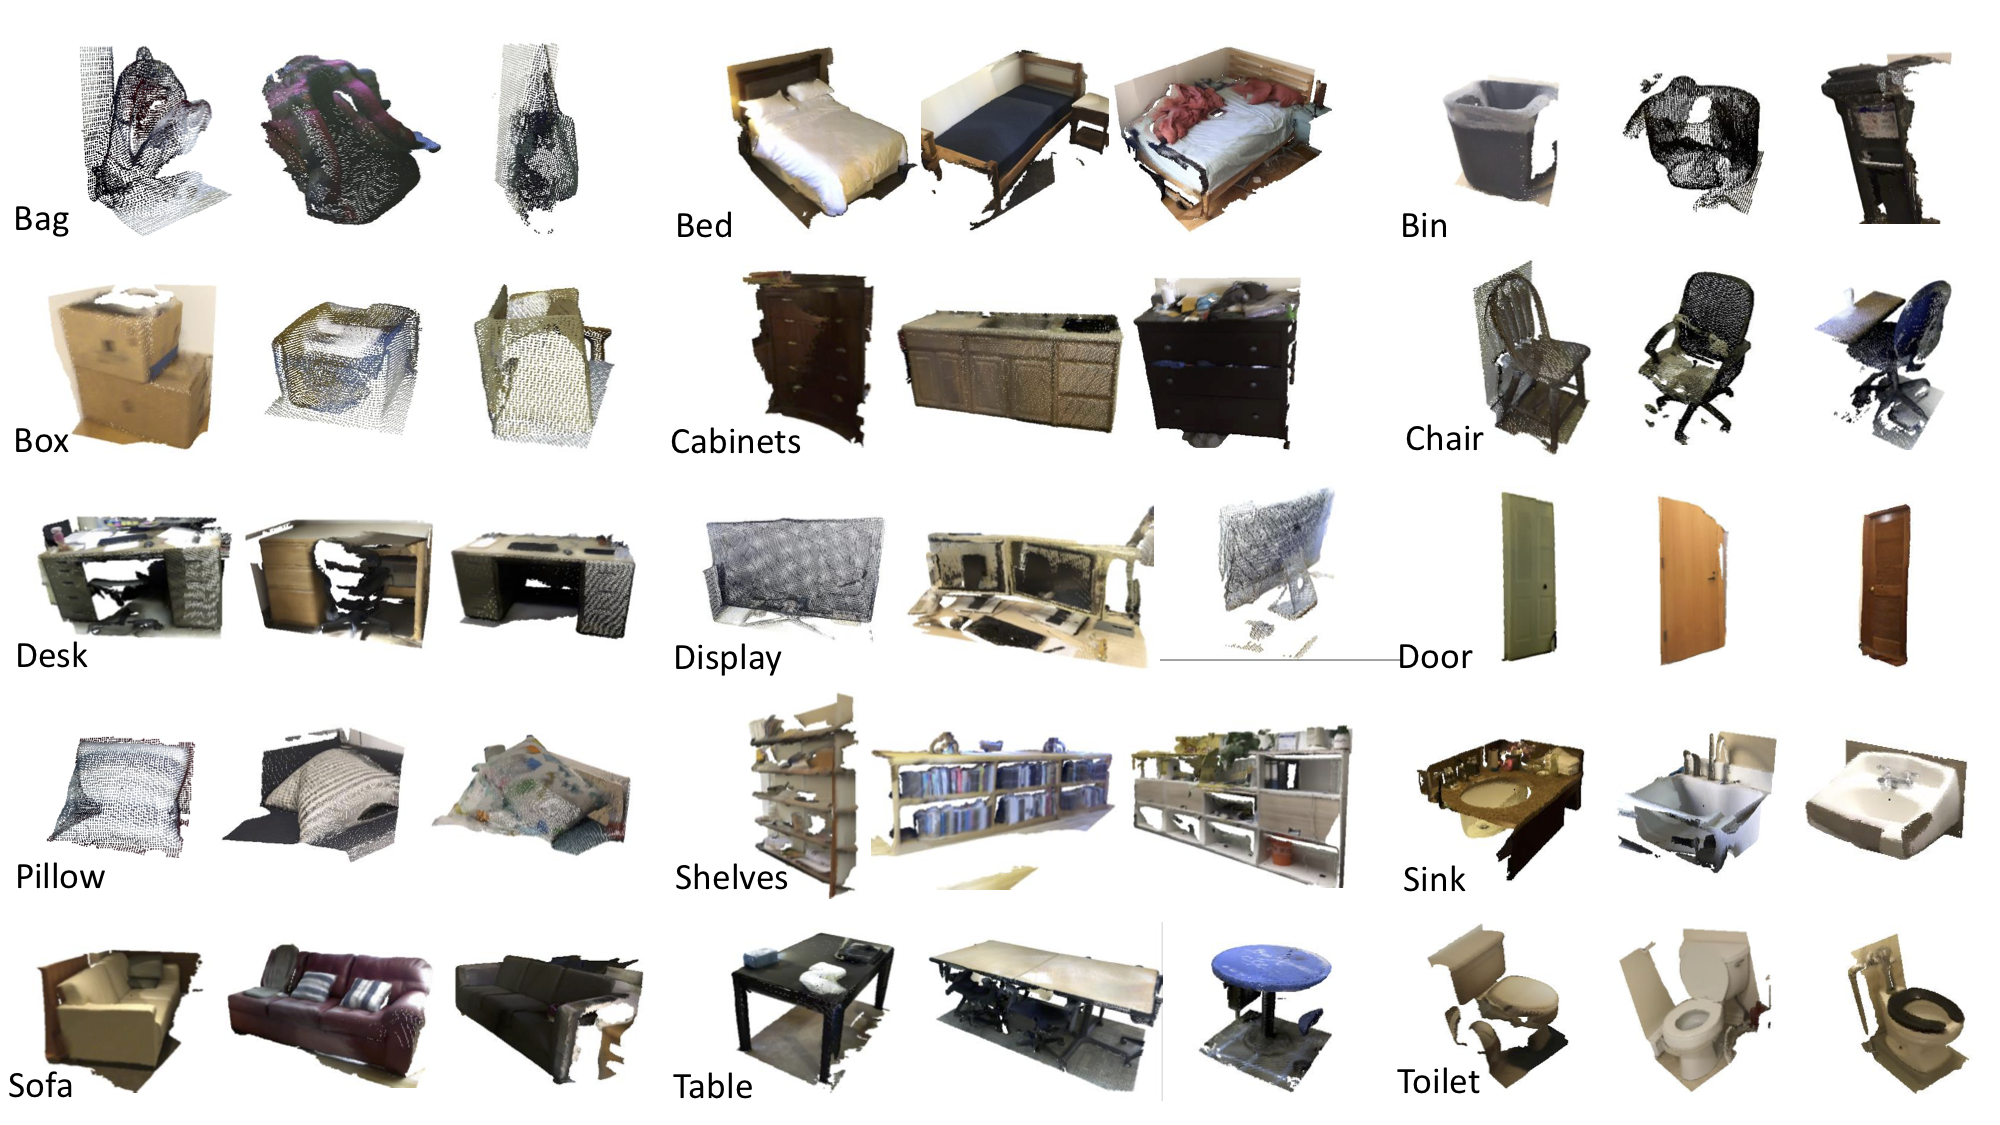 Bag
Bed
Bin
Box
Cabinets
Chair
Desk
Display
Door
Pillow
Shelves
Sink
Sofa
Table
Toilet